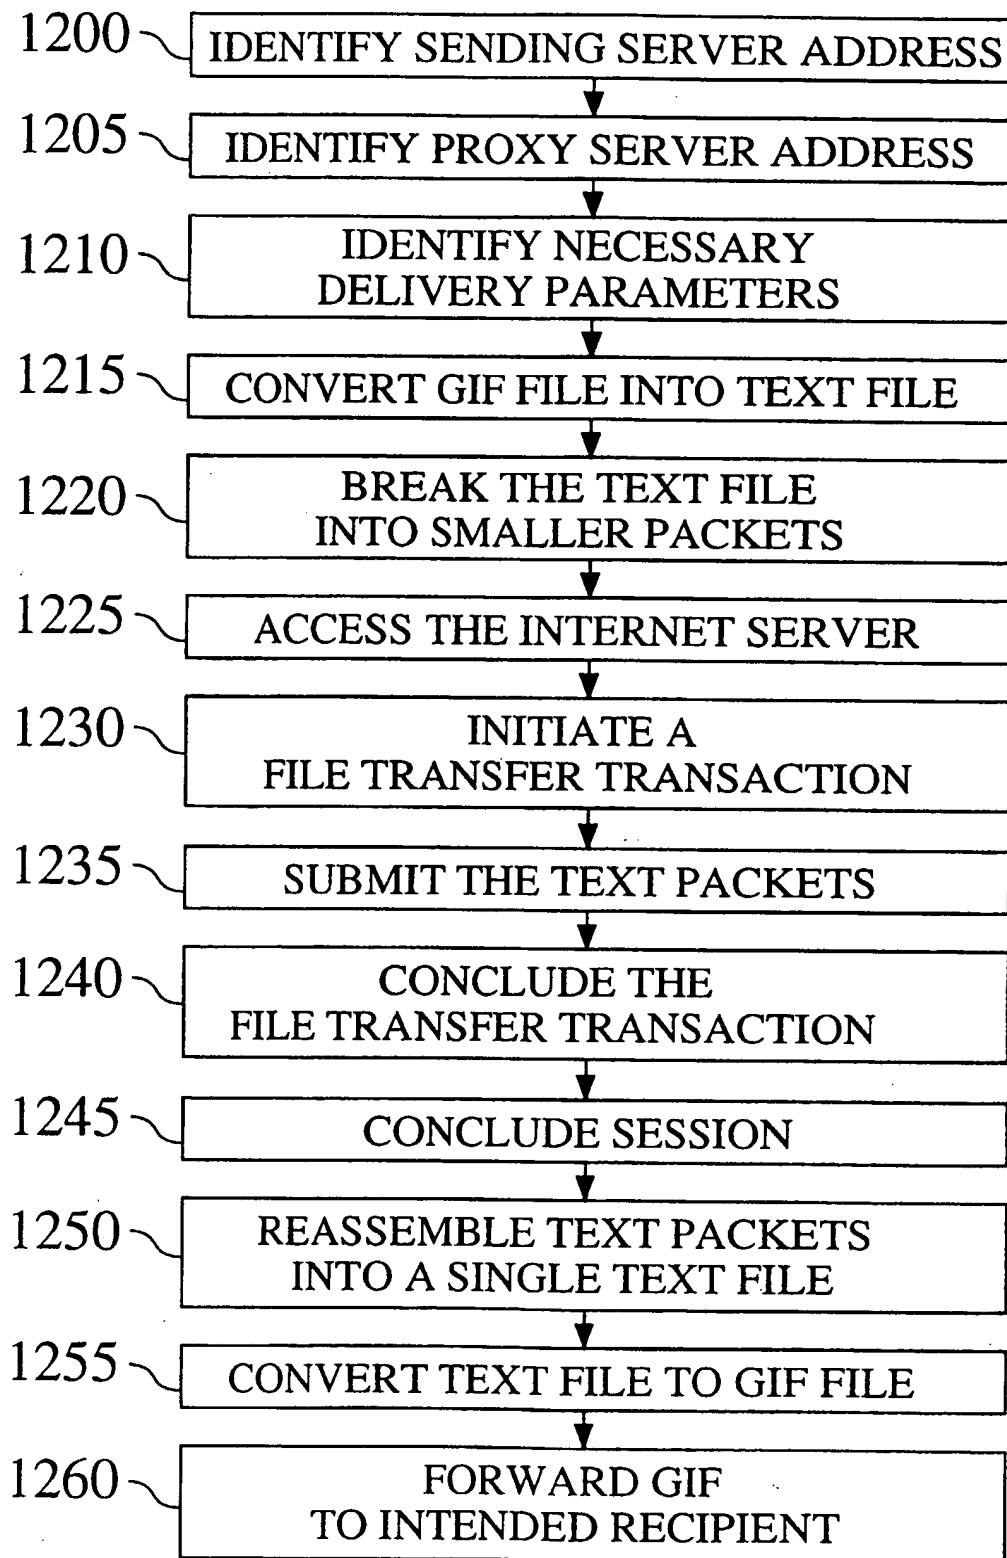 1200 IDENTIFY SENDING SERVER ADDRESS
1205 IDENTIFY PROXY SERVER ADDRESS
1210 IDENTIFY NECESSARY
DELIVERY PARAMETERS
1215 CONVERT GIF FILE INTO TEXT FILE
1220 BREAK THE TEXT FILE
INTO SMALLER PACKETS
1225 ACCESS THE INTERNET SERVER
1230 INITIATE A
FILE TRANSFER TRANSACTION
1235 SUBMIT THE TEXT PACKETS
1240 CONCLUDE THE
FILE TRANSFER TRANSACTION
1245 CONCLUDE SESSION
1250 REASSEMBLE TEXT PACKETS
INTO A SINGLE TEXT FILE
1255 CONVERT TEXT FILE TO GIF FILE
1260 FORWARD GIF
TO INTENDED RECIPIENT